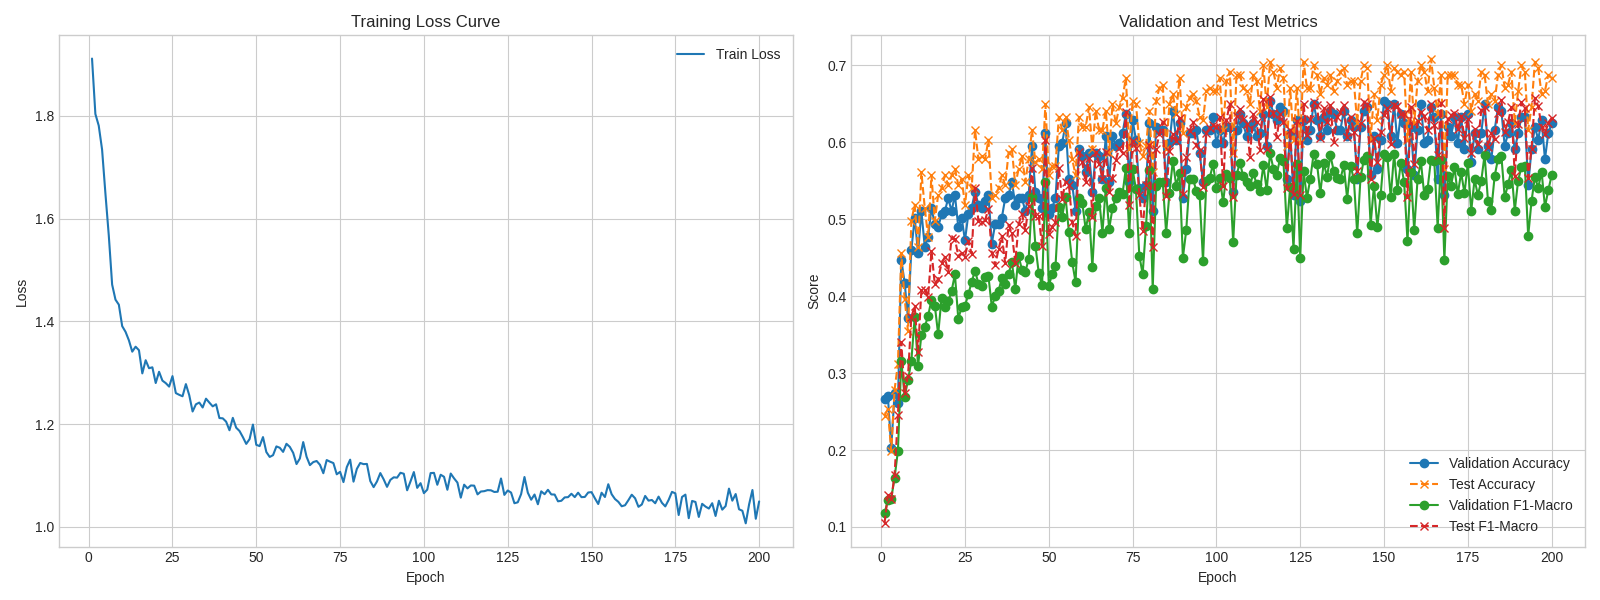 Training Loss Curve
Train Loss
1.8
1.6
1.4
1.2
1.0
Loss
0
25
50
75
100
125
150
175
200
Epoch
Validation and Test Metrics
0.7
0.6
0.5
0.4
0.3
0.2
0.1
Score
Validation Accuracy
Test Accuracy
Validation F1-Macro
Test F1-Macro
0
25
50
75
100
125
150
175
200
Epoch